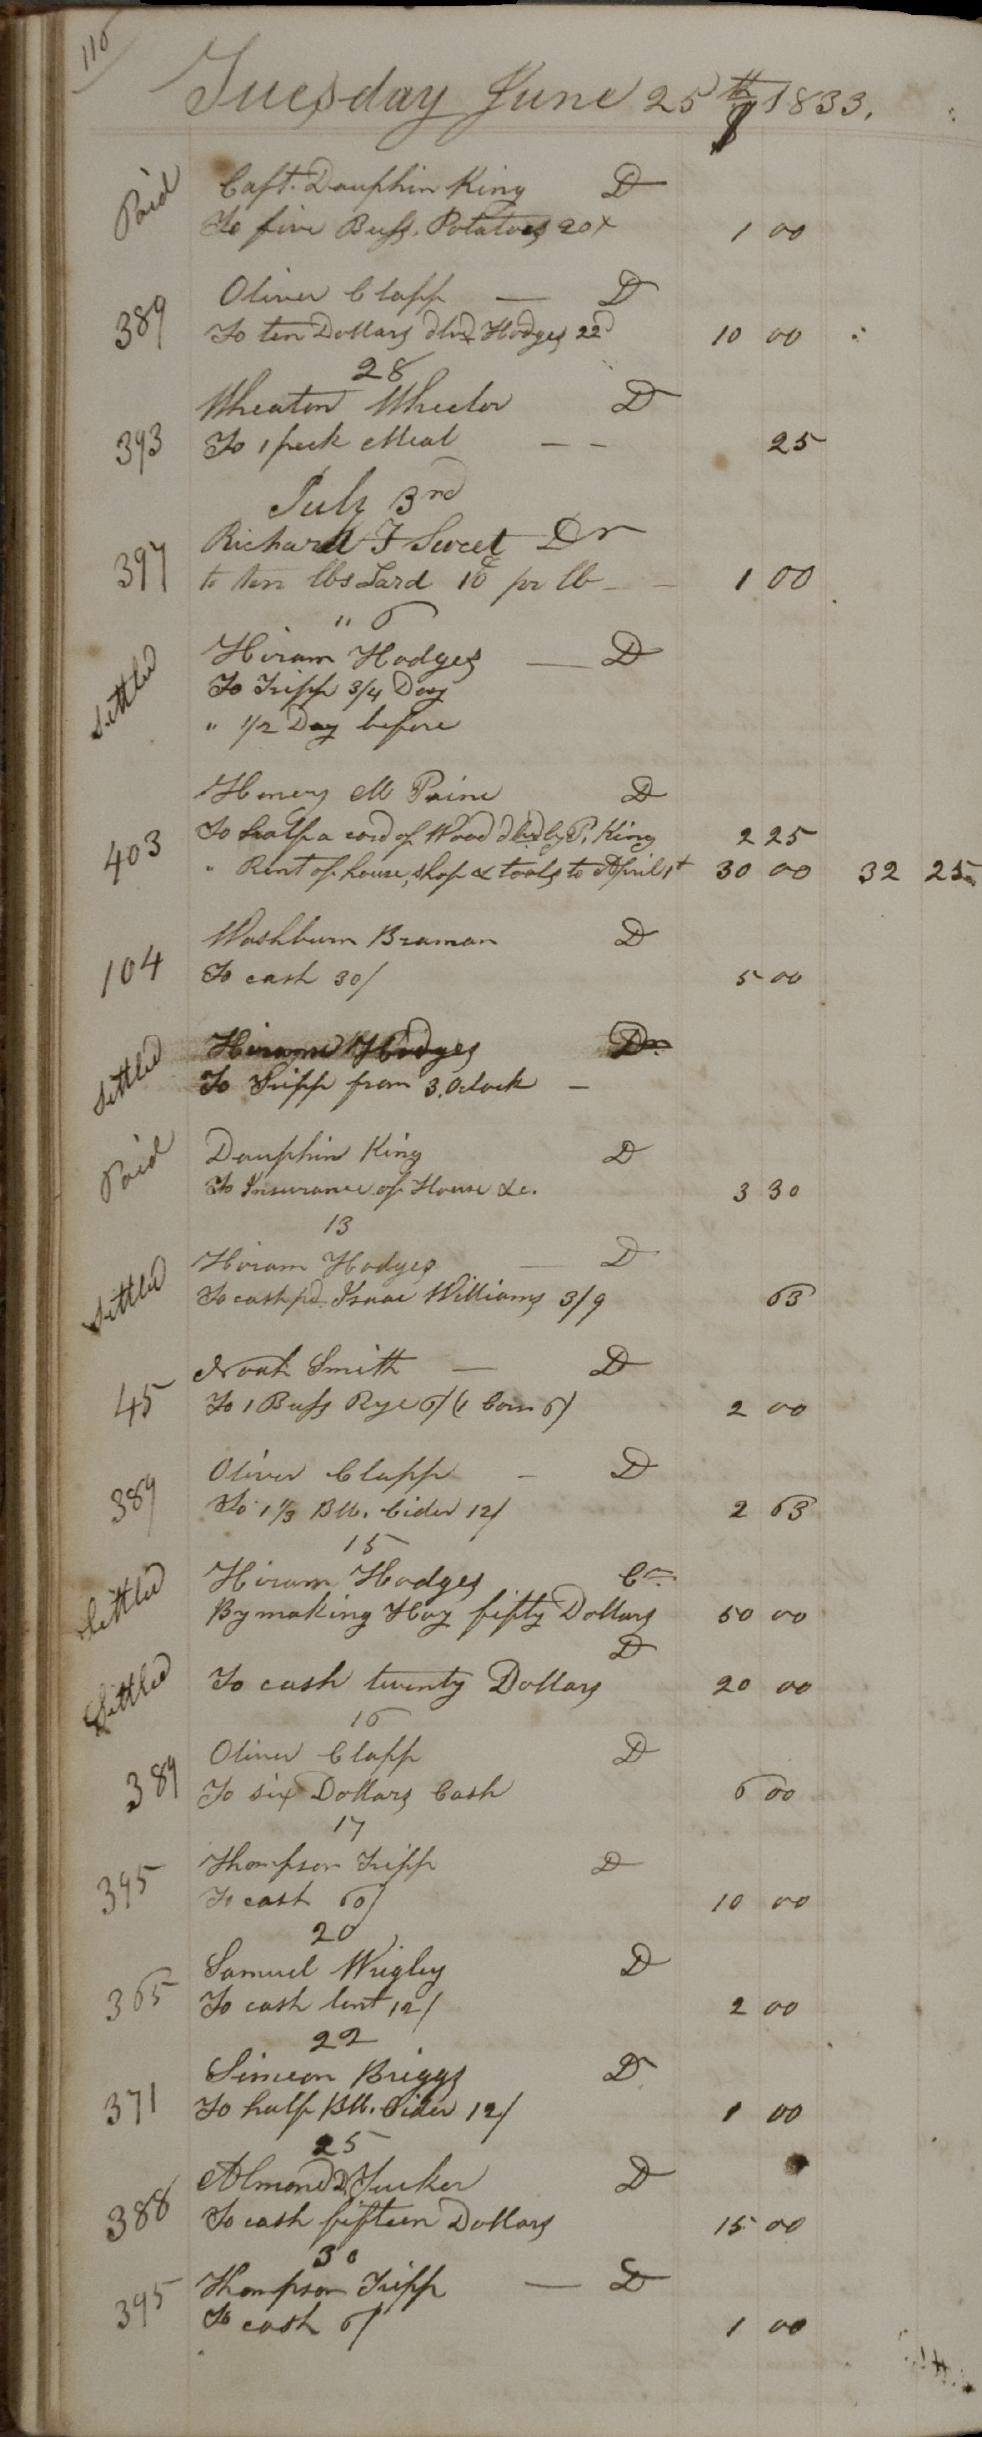 116
Tuesday June 25th 1833.
Paid Capt. Dauphin King D
To five Bush. Potatoes 20 1 00
Oliver Clapp — D
389 To ten Dollars dlvd Hodges 22d 10 00
28
Wheaton Wheeler D
393 To 1 peck Meal — — 25
July 3rd
Richard F Sweet Dr
397 to ten lbs Lard 10c pr lb — — 1 00
" 6
Settled Hiram Hodges — D
To Tripp 3/4 Day
" 1/2 Day before
Henery M Paine D
403 To half a cord of Wood dlvd by P. King 2 25
" Rent of house, shop & tools to April 1st 30 00 32 25
Washburn Braman D
104 To cash 30/ 5 00
Settled Hiram Hodges Dr.
To Tripp from 3,Oclock —
Paid Dauphin King D
To Insurance of House &c. 3 30
13
Settled Hiram Hodges — D
To cash pd. Isaac Williams 3/9 63
Noah Smith — D
45 To 1 Bush Rye 6/ (1 Corn 6/ 2 00
Oliver Clapp — D
389 To 1 1/3 Bbl. Cider 12/ 2 63
15
Settled Hiram Hodges Cr
By making Hay fifty Dollars 50 00
D
Settled To cash twenty Dollars 20 00
16
Oliver Clapp D
389 To six Dollars Cash 6 00
17
Thompson Tripp D
395 To cash 60/ 10 00
20
Samuel Wrigley D
365 To cash lent 12/ 2 00
22
Simeon Briggs D
371 To half Bbl. Cider 12/ 1 00
25
Almond D. Tucker D
388 To cash fifteen Dollars 15 00
30
Thompson Tripp — D
395 To cash 6/ 1 00